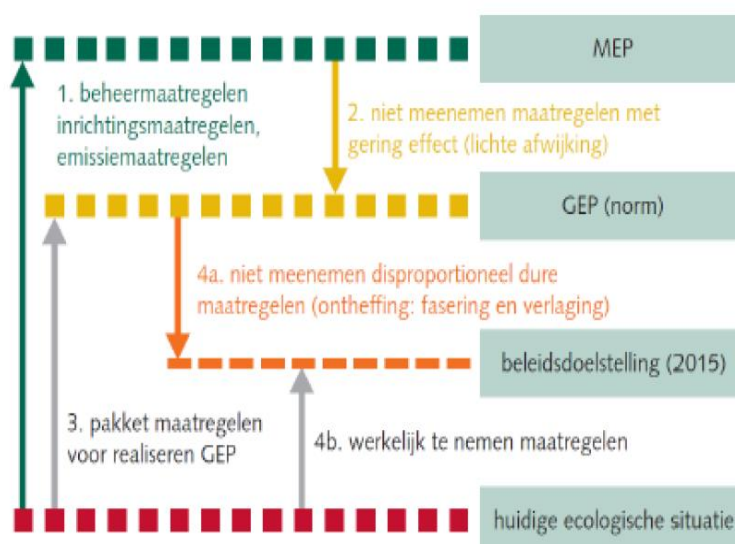 MEP
1. beheermaatregelen
inrichtingsmaatregelen,
emissiemaatregelen
2. niet meenemen maatregelen met
gering effect (lichte afwijking)
GEP (norm)
4a. niet meenemen disproportioneel dure
maatregelen (ontheffing: fasering en verlaging)
beleidsdoelstelling (2015)
3. pakket maatregelen
voor realiseren GEP
4b. werkelijk te nemen maatregelen
huidige ecologische situatie